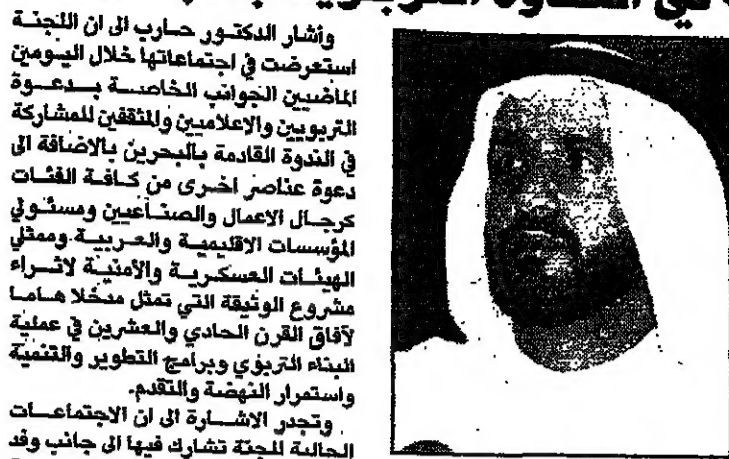 في
وأشار الدكتور حارب الى ان اللجنة
استعرضت في اجتماعاتها خلال اليومين
الماضيين الجوانب الخاصة بدعوة
التربويين والاعلاميين والمثقفين للمشاركة
في الندوة القادمة بالبحرين بالاضافة الى
دعوة عناصر اخرى من كافة الفئات
كرجال الاعمال والصناعيين ومسئولي
المؤسسات الاقليمية والعربية وممثلي
الهيئات العسكرية والأمنية لاثراء
مشروع الوثيقة التي تمثل مدخلا هاما
لآفاق القرن الحادي والعشرين في عملية
البناء التربوي وبرامج التطوير والتنمية
واستمرار النهضة والتقدم.
وتجدر الاشارة الى ان الاجتماعات
الحالية للجنة تشارك فيها الى جانب وفد